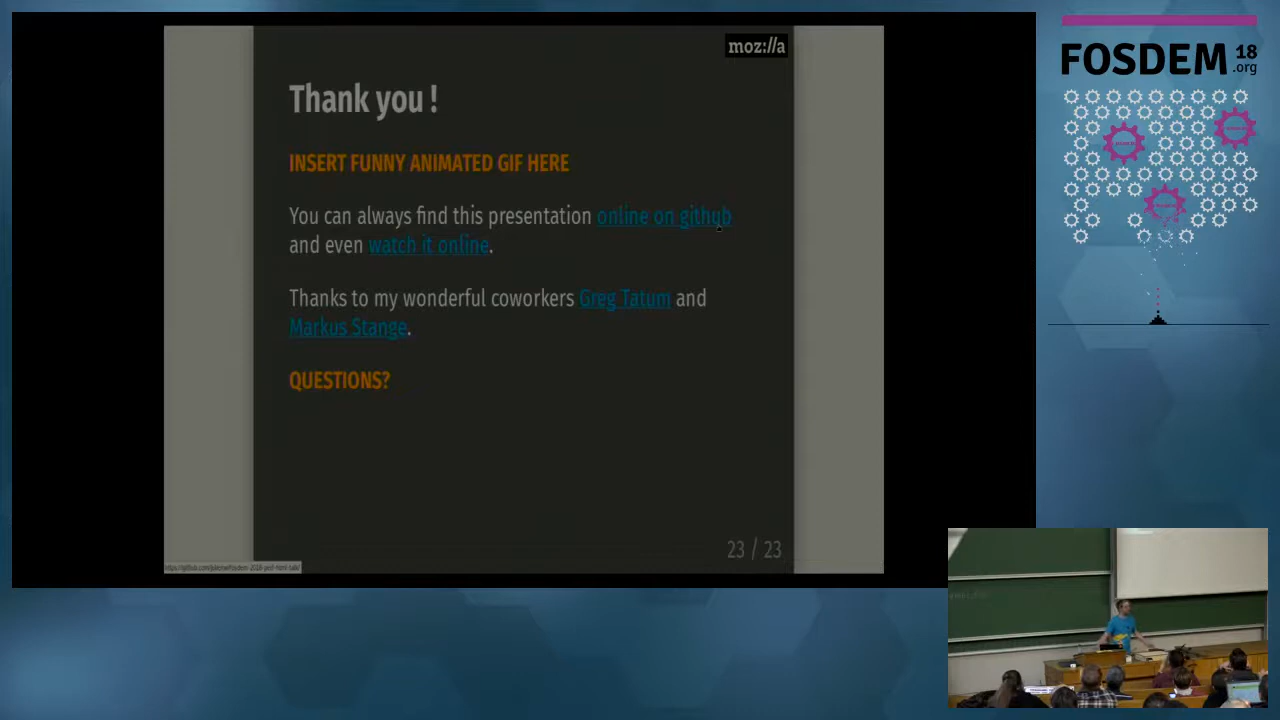 moz://a
Thank you !
INSERT FUNNY ANIMATED GIF HERE
You can always find this presentation online on github
and even watch it online.
Thanks to my wonderful coworkers Greg Tatum and
Markus Stange.
QUESTIONS?
23 / 23
FOSDEM 18
.org